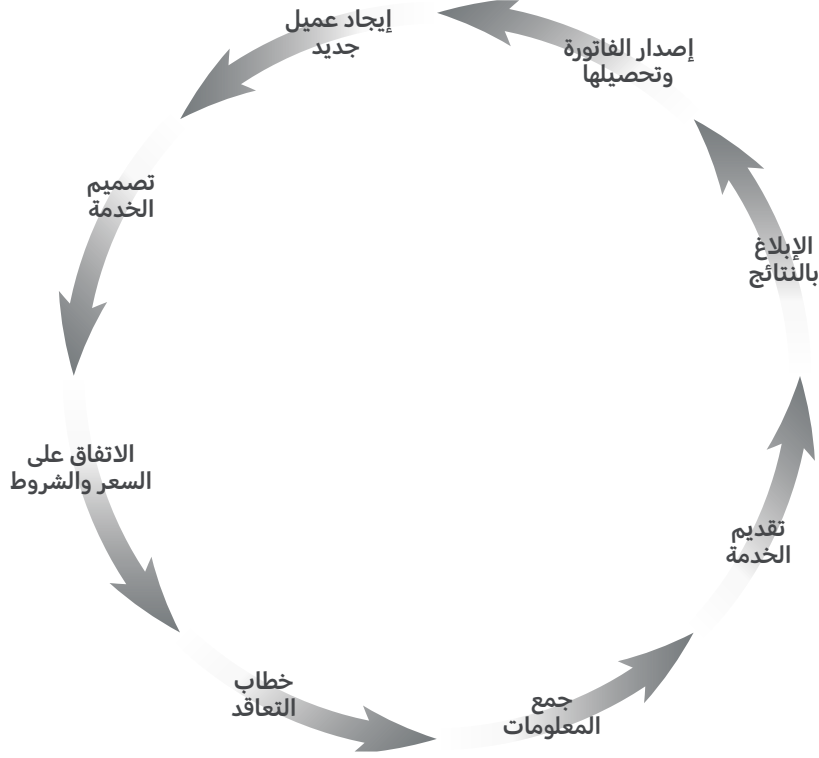 إيجاد عميل
جديد
تصميم
الخدمة
الاتفاق على
السعر والشروط
خطاب
التعاقد
جمع
المعلومات
تقديم
الخدمة
الإبلاغ
بالنتائج
إصدار الفاتورة
وتحصيلها